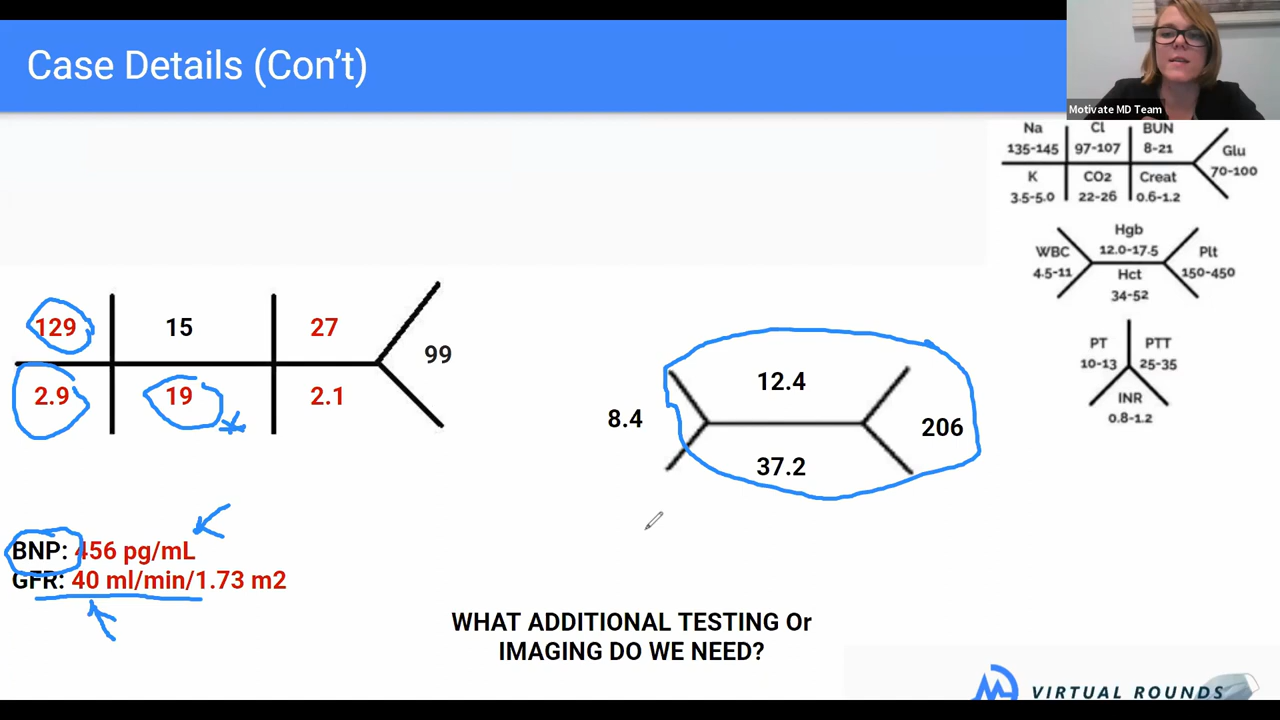 Case Details (Con't)
Motivate MD Team
Na Cl BUN
135-145 97-107 8-21 Glu
70-100
K CO2 Creat
3.5-5.0 22-26 0.6-1.2
Hgb
WBC 12.0-17.5 Plt
4.5-11 Hct 150-450
34-52
PT PTT
10-13 25-35
INR
0.8-1.2
129 15 27
99
2.9 19 2.1
12.4
8.4 206
37.2
BNP: 456 pg/mL
GFR: 40 ml/min/1.73 m2
WHAT ADDITIONAL TESTING Or
IMAGING DO WE NEED?
VIRTUAL ROUNDS